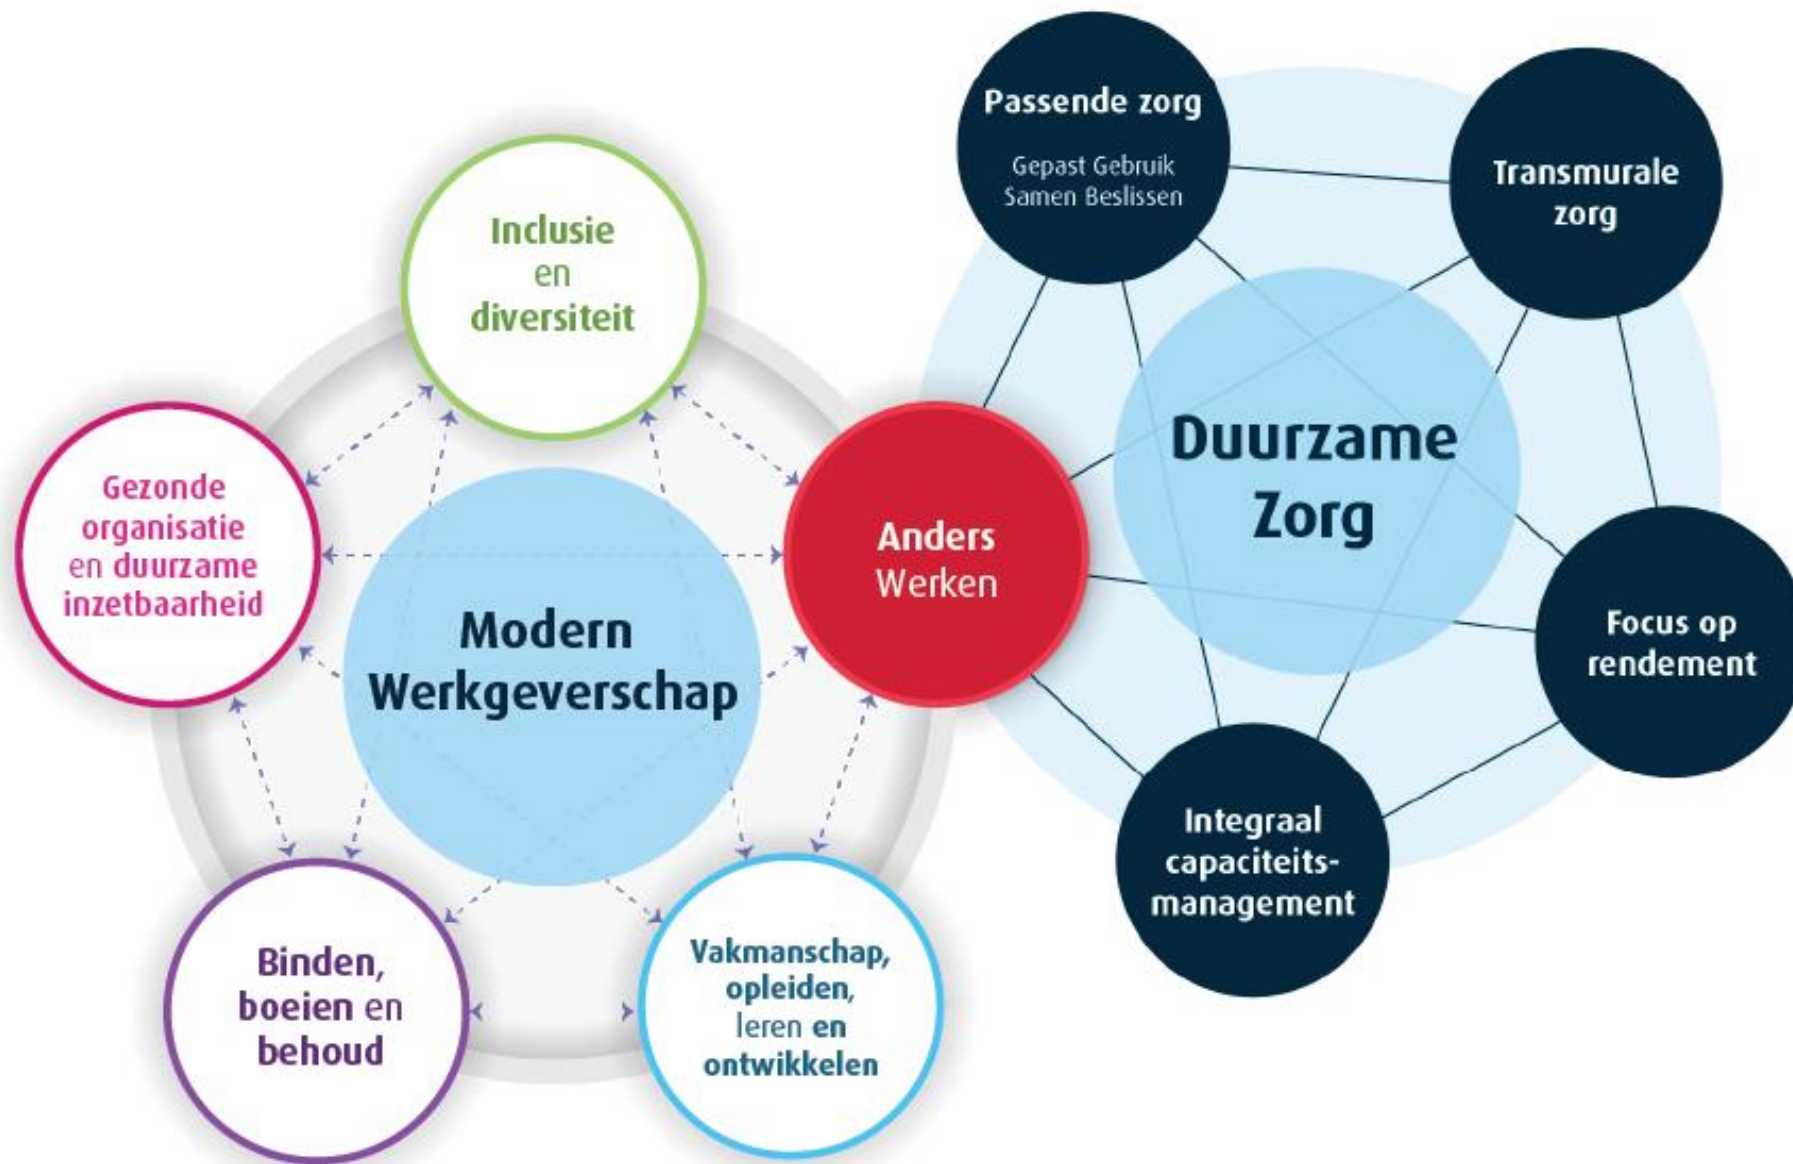 Inclusie
en
diversiteit
Gezonde
organisatie
en duurzame
inzetbaarheid
Modern
Werkgeverschap
Anders
Werken
Binden,
boeien en
behoud
Vakmanschap,
opleiden,
leren en
ontwikkelen
Passende zorg
Gepast Gebruik
Samen Beslissen
Transmurale
zorg
Duurzame
Zorg
Focus op
rendement
Integraal
capaciteits-
management